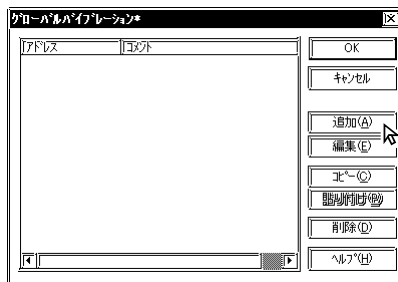 ｸﾞﾛｰﾊﾞﾙﾊﾞｲﾌﾞﾚｰｼｮﾝ*
ｱﾄﾞﾚｽ ｺﾒﾝﾄ
OK
ｷｬﾝｾﾙ
追加(A)
編集(E)
ｺﾋﾟｰ(C)
貼り付け(P)
削除(D)
ﾍﾙﾌﾟ(H)